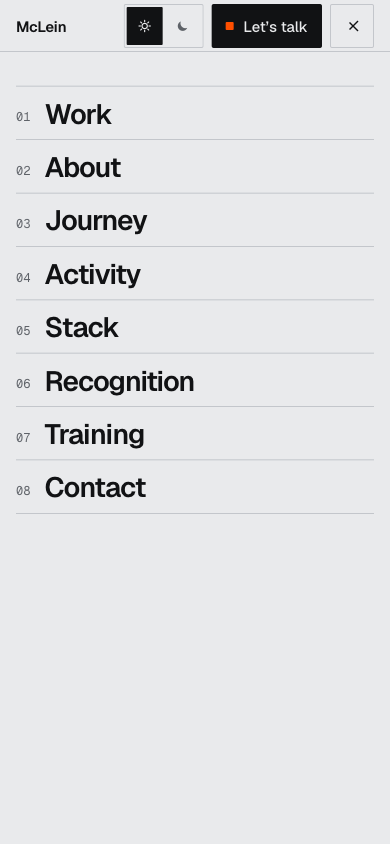 McLein
Let's talk
01 Work
02 About
03 Journey
04 Activity
05 Stack
06 Recognition
07 Training
08 Contact